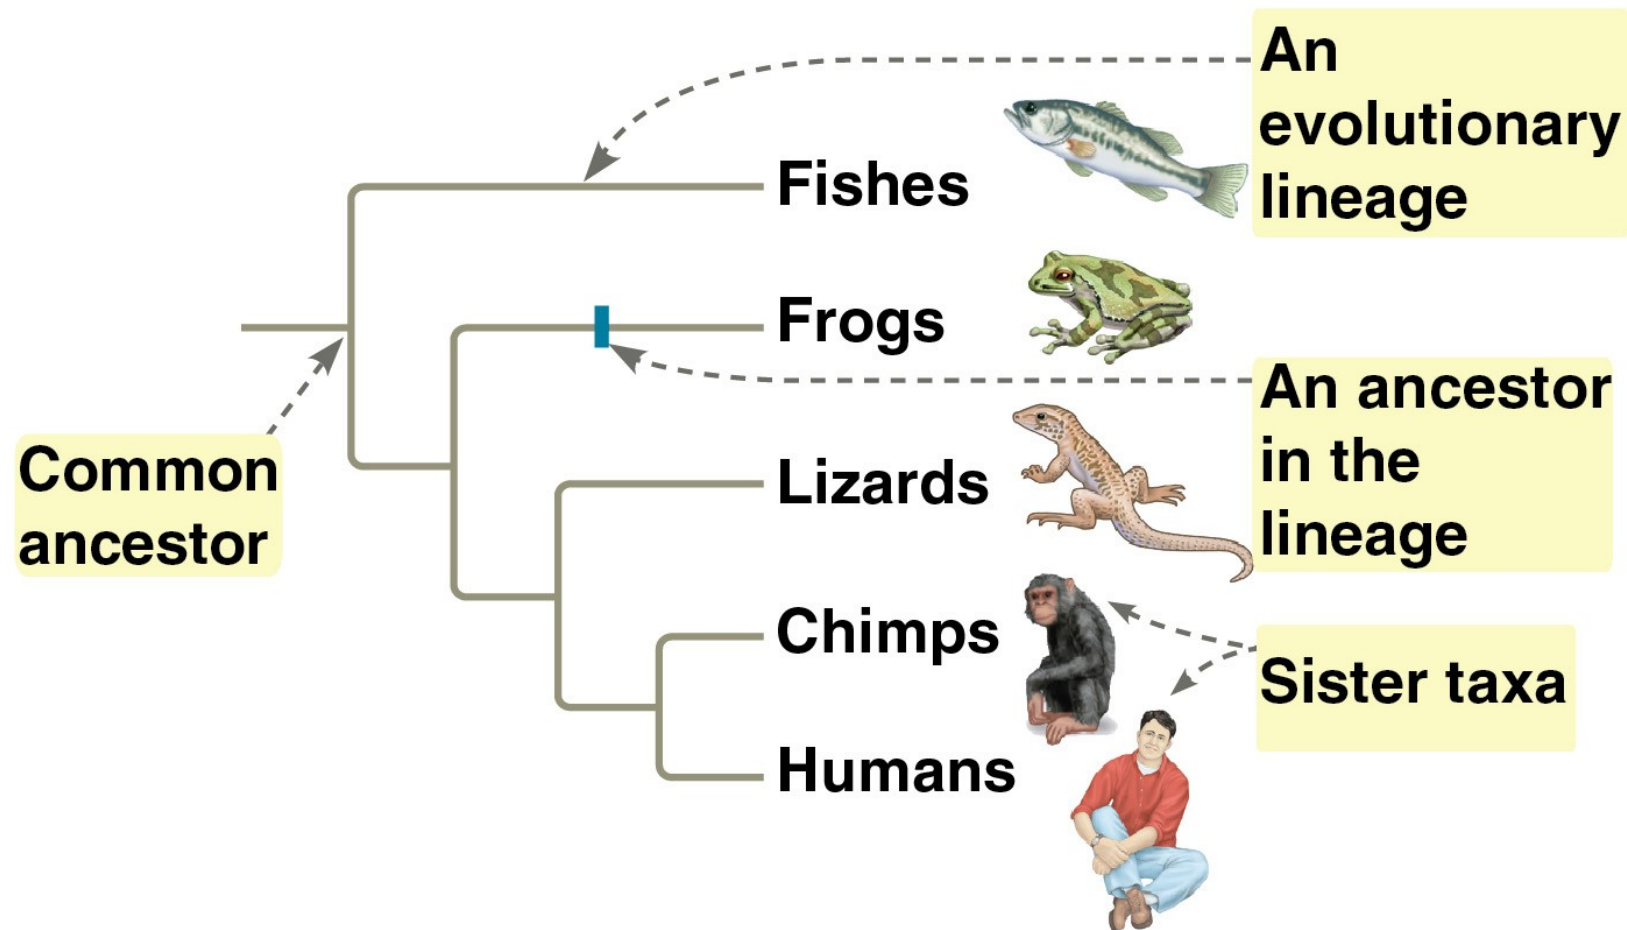 An
evolutionary
lineage
Fishes
Frogs
An ancestor
in the
lineage
Common
ancestor
Lizards
Chimps
Sister taxa
Humans